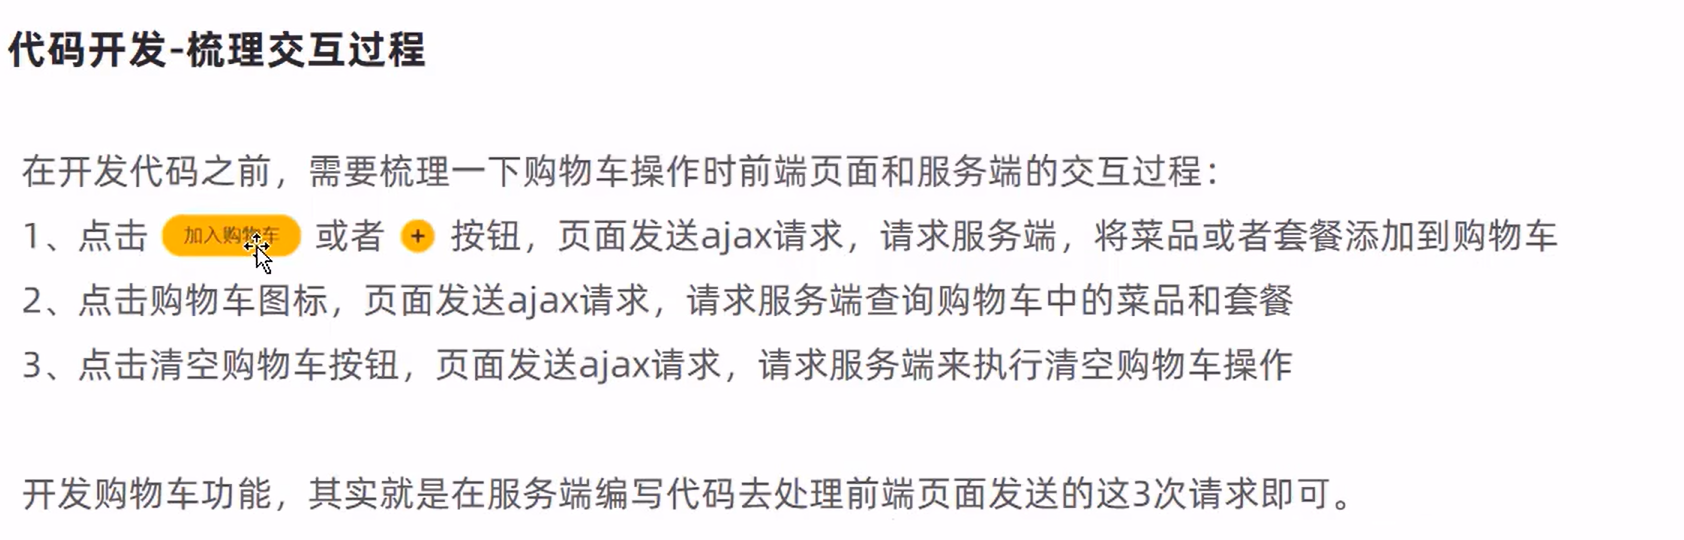 代码开发-梳理交互过程
在开发代码之前，需要梳理一下购物车操作时前端页面和服务端的交互过程：
1、点击 加入购物车 或者 + 按钮，页面发送ajax请求，请求服务端，将菜品或者套餐添加到购物车
2、点击购物车图标，页面发送ajax请求，请求服务端查询购物车中的菜品和套餐
3、点击清空购物车按钮，页面发送ajax请求，请求服务端来执行清空购物车操作
开发购物车功能，其实就是在服务端编写代码去处理前端页面发送的这3次请求即可。